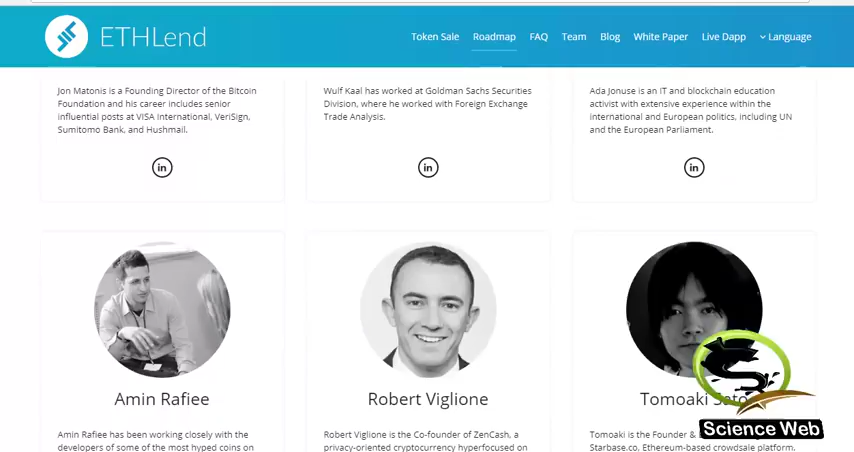 ETHLend
Token Sale Roadmap FAQ Team Blog White Paper Live Dapp Language
Jon Matonis is a Founding Director of the Bitcoin
Foundation and his career includes senior
influential posts at VISA International, VeriSign,
Sumitomo Bank, and Hushmail.
Wulf Kaal has worked at Goldman Sachs Securities
Division, where he worked with Foreign Exchange
Trade Analysis.
Ada Jonuse is an IT and blockchain education
activist with extensive experience within the
international and European politics, including UN
and the European Parliament.
in
in
in
Amin Rafiee
Robert Viglione
Tomoaki Sato
Amin Rafiee has been working closely with the
developers of some of the most hyped coins on
Robert Viglione is the Co-founder of ZenCash, a
privacy-oriented cryptocurrency hyperfocused on
Tomoaki is the Founder &
Starbase.co. Ethereum-based crowdsale platform.
Science Web